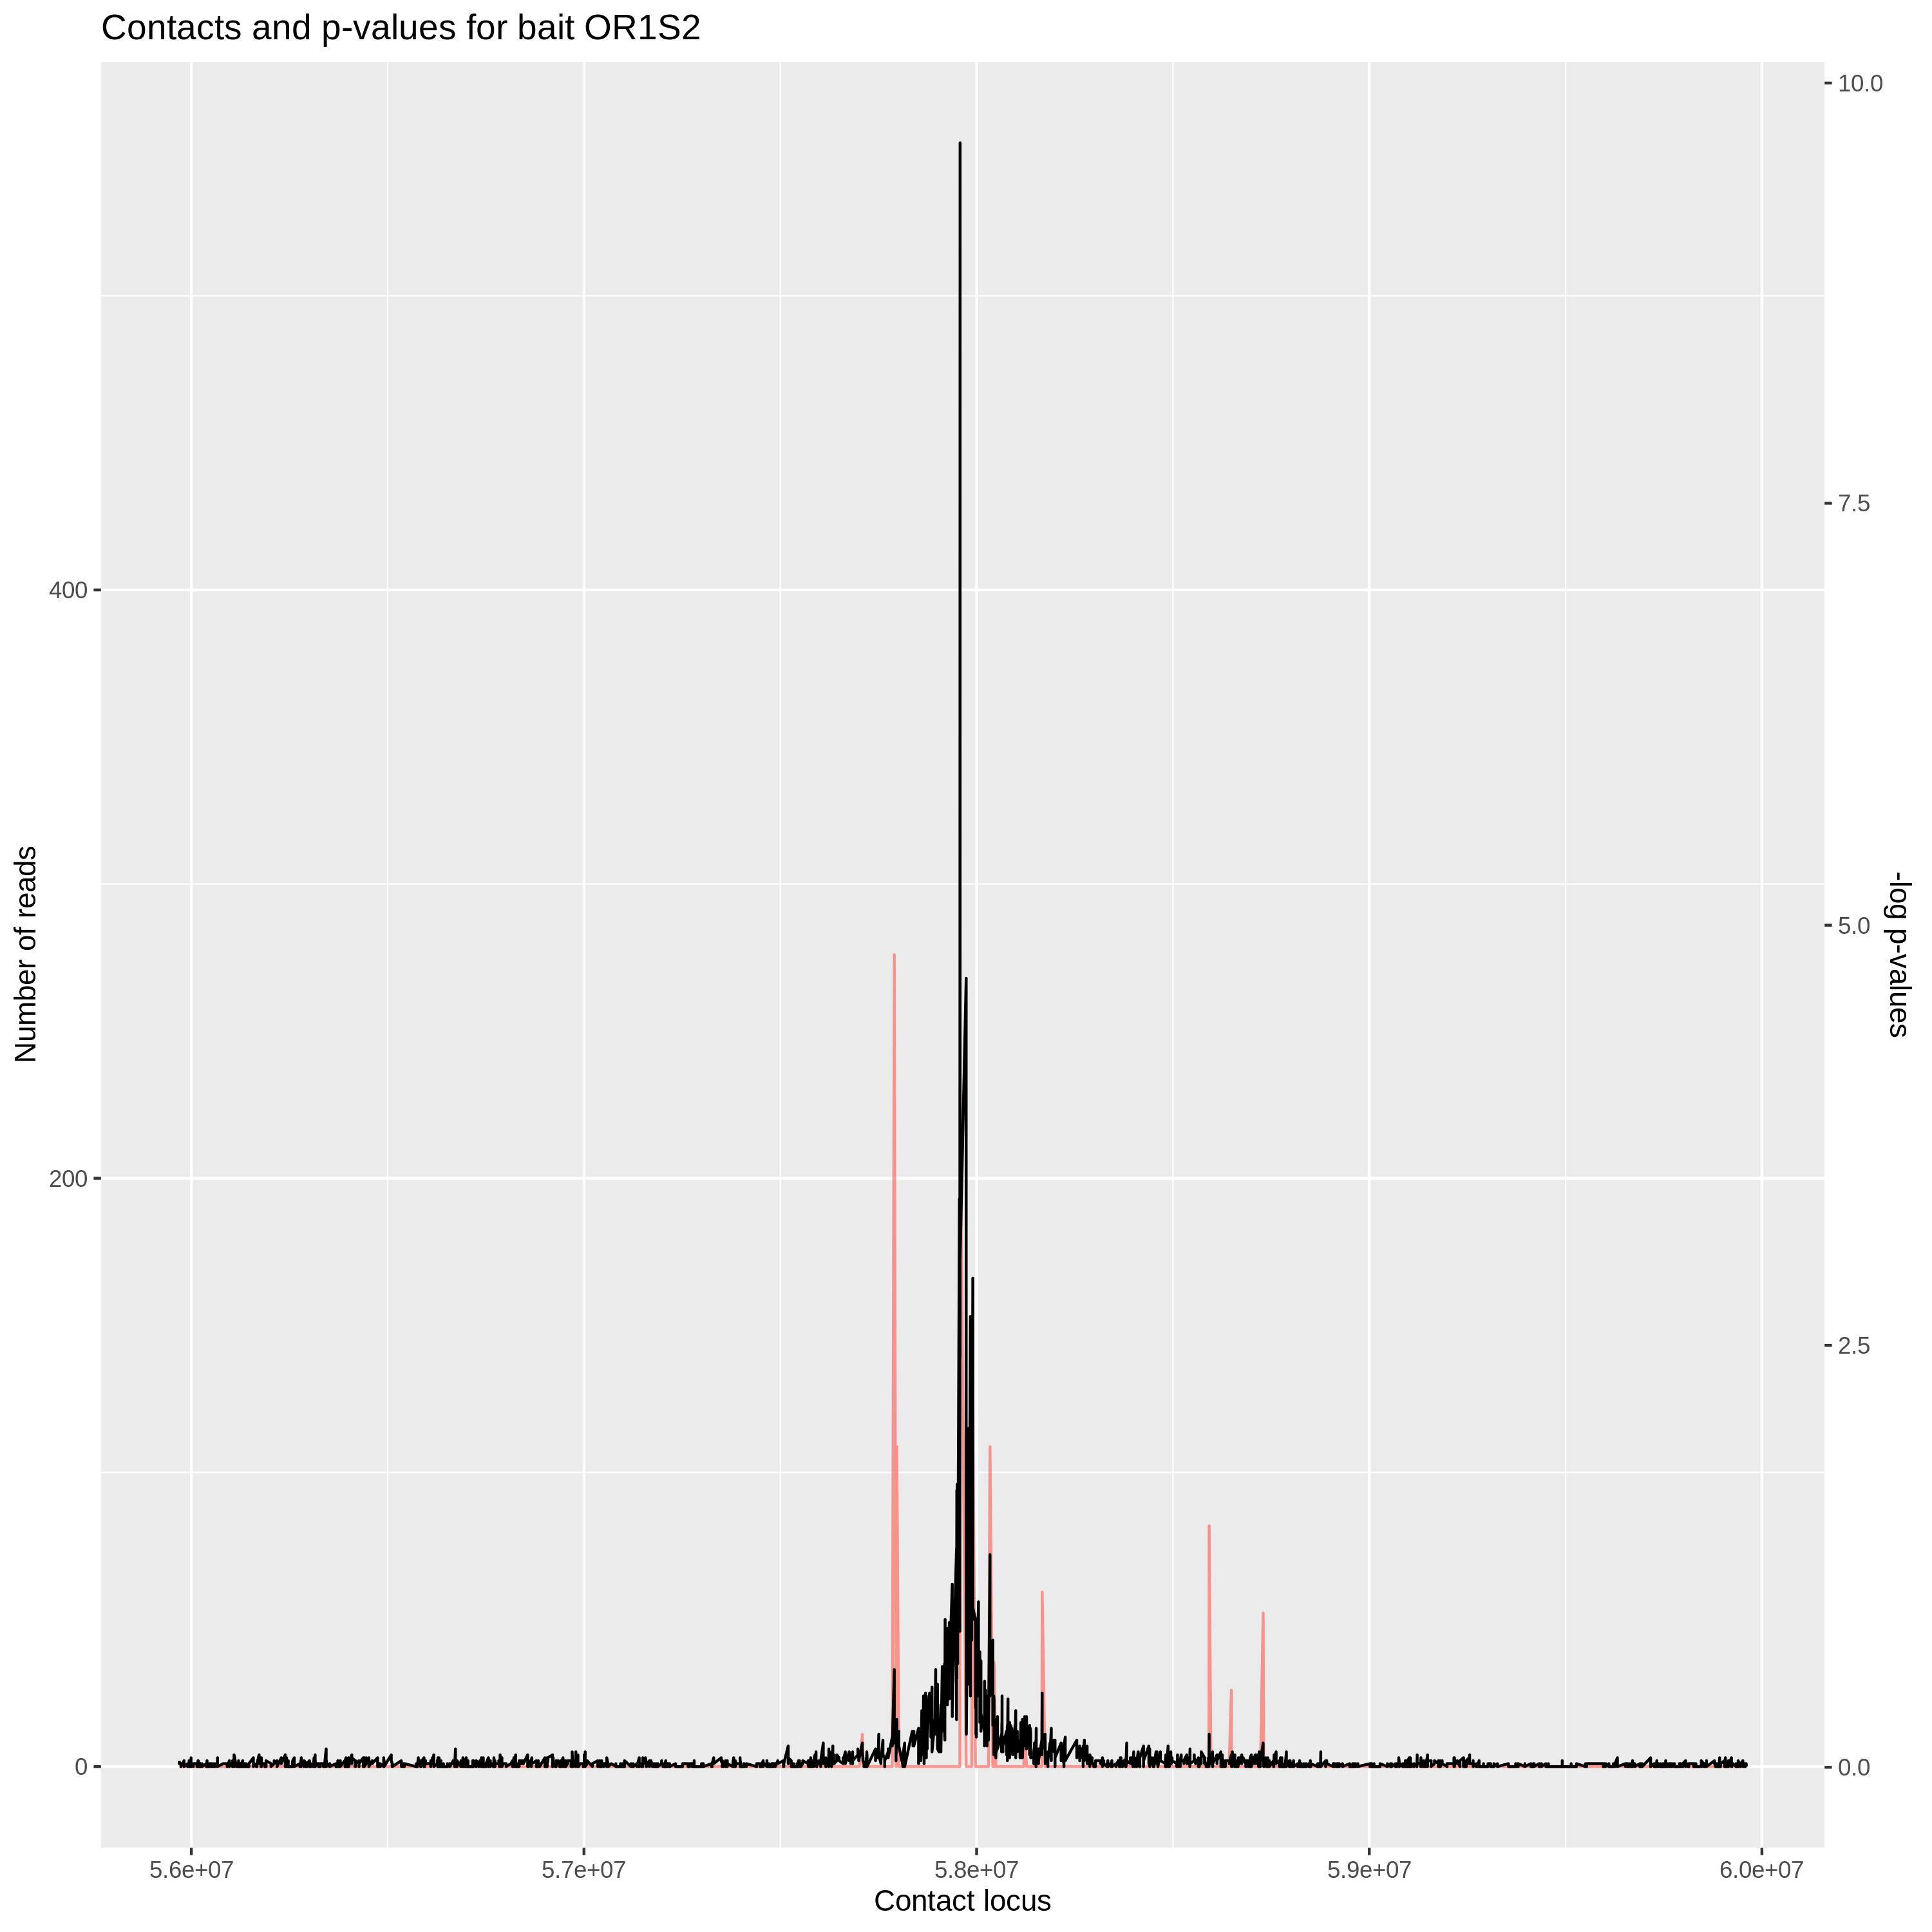 Contacts and p-values for bait OR1S2
10.0
7.5
400
Number of reads
-log p-values
5.0
200
2.5
0
0.0
5.6e+07
5.7e+07
5.8e+07
5.9e+07
6.0e+07
Contact locus